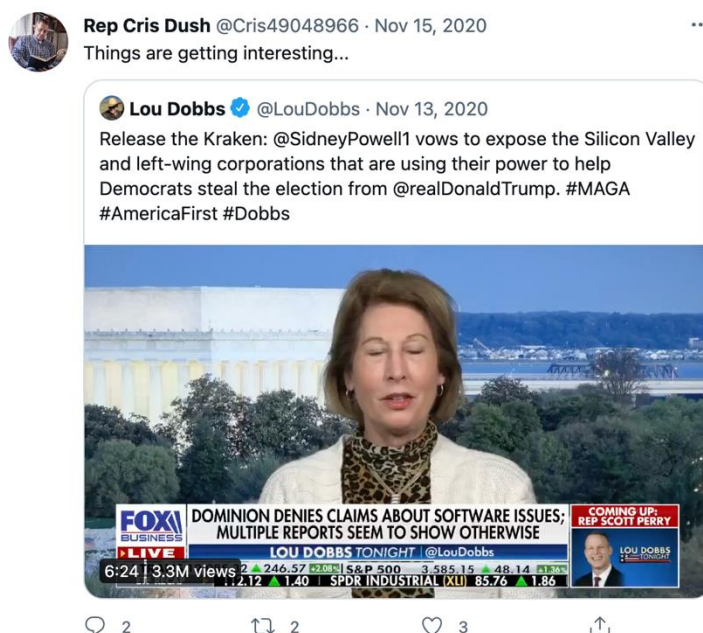 Rep Cris Dush @Cris49048966 · Nov 15, 2020
Things are getting interesting...
Lou Dobbs @LouDobbs · Nov 13, 2020
Release the Kraken: @SidneyPowell1 vows to expose the Silicon Valley
and left-wing corporations that are using their power to help
Democrats steal the election from @realDonaldTrump. #MAGA
#AmericaFirst #Dobbs
FOX
BUSINESS
LIVE
DOMINION DENIES CLAIMS ABOUT SOFTWARE ISSUES;
MULTIPLE REPORTS SEEM TO SHOW OTHERWISE
LOU DOBBS TONIGHT | @LouDobbs
COMING UP:
REP SCOTT PERRY
LOU DOBBS
TONIGHT
6:24 3.3M views
246.57 +2.08% S&P 500 3,585.15 48.14 +1.36%
2.12 1.40 SPDR INDUSTRIAL (XLI) 85.76 1.86
2 2 3